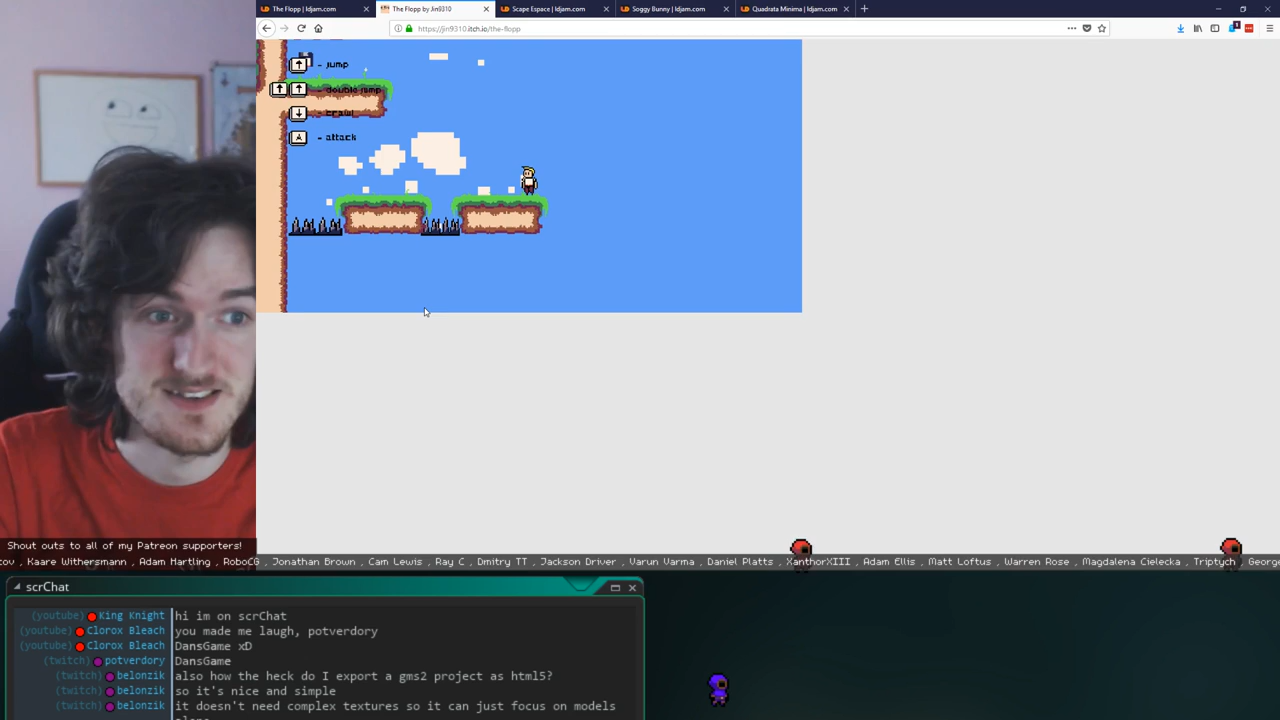 The Flopp | ldjam.com
The Flopp by Jin9310
Scape Espace | ldjam.com
Soggy Bunny | ldjam.com
Quadrata Minima | ldjam.com
https://jin9310.itch.io/the-flopp
- jump
- double jump
- crawl
A - attack
Shout outs to all of my Patreon supporters!
ov , Kaare Withersmann , Adam Hartling , RoboCG , Jonathan Brown , Cam Lewis , Ray C , Dmitry TT , Jackson Driver , Varun Varma , Daniel Platts , XanthorXIII , Adam Ellis , Matt Loftus , Warren Rose , Magdalena Cielecka , Triptych , George
scrChat
(youtube) King Knight hi im on scrChat
(youtube) Clorox Bleach you made me laugh, potverdory
(youtube) Clorox Bleach DansGame xD
(twitch) potverdory DansGame
(twitch) belonzik also how the heck do I export a gms2 project as html5?
(twitch) belonzik so it's nice and simple
(twitch) belonzik it doesn't need complex textures so it can just focus on models